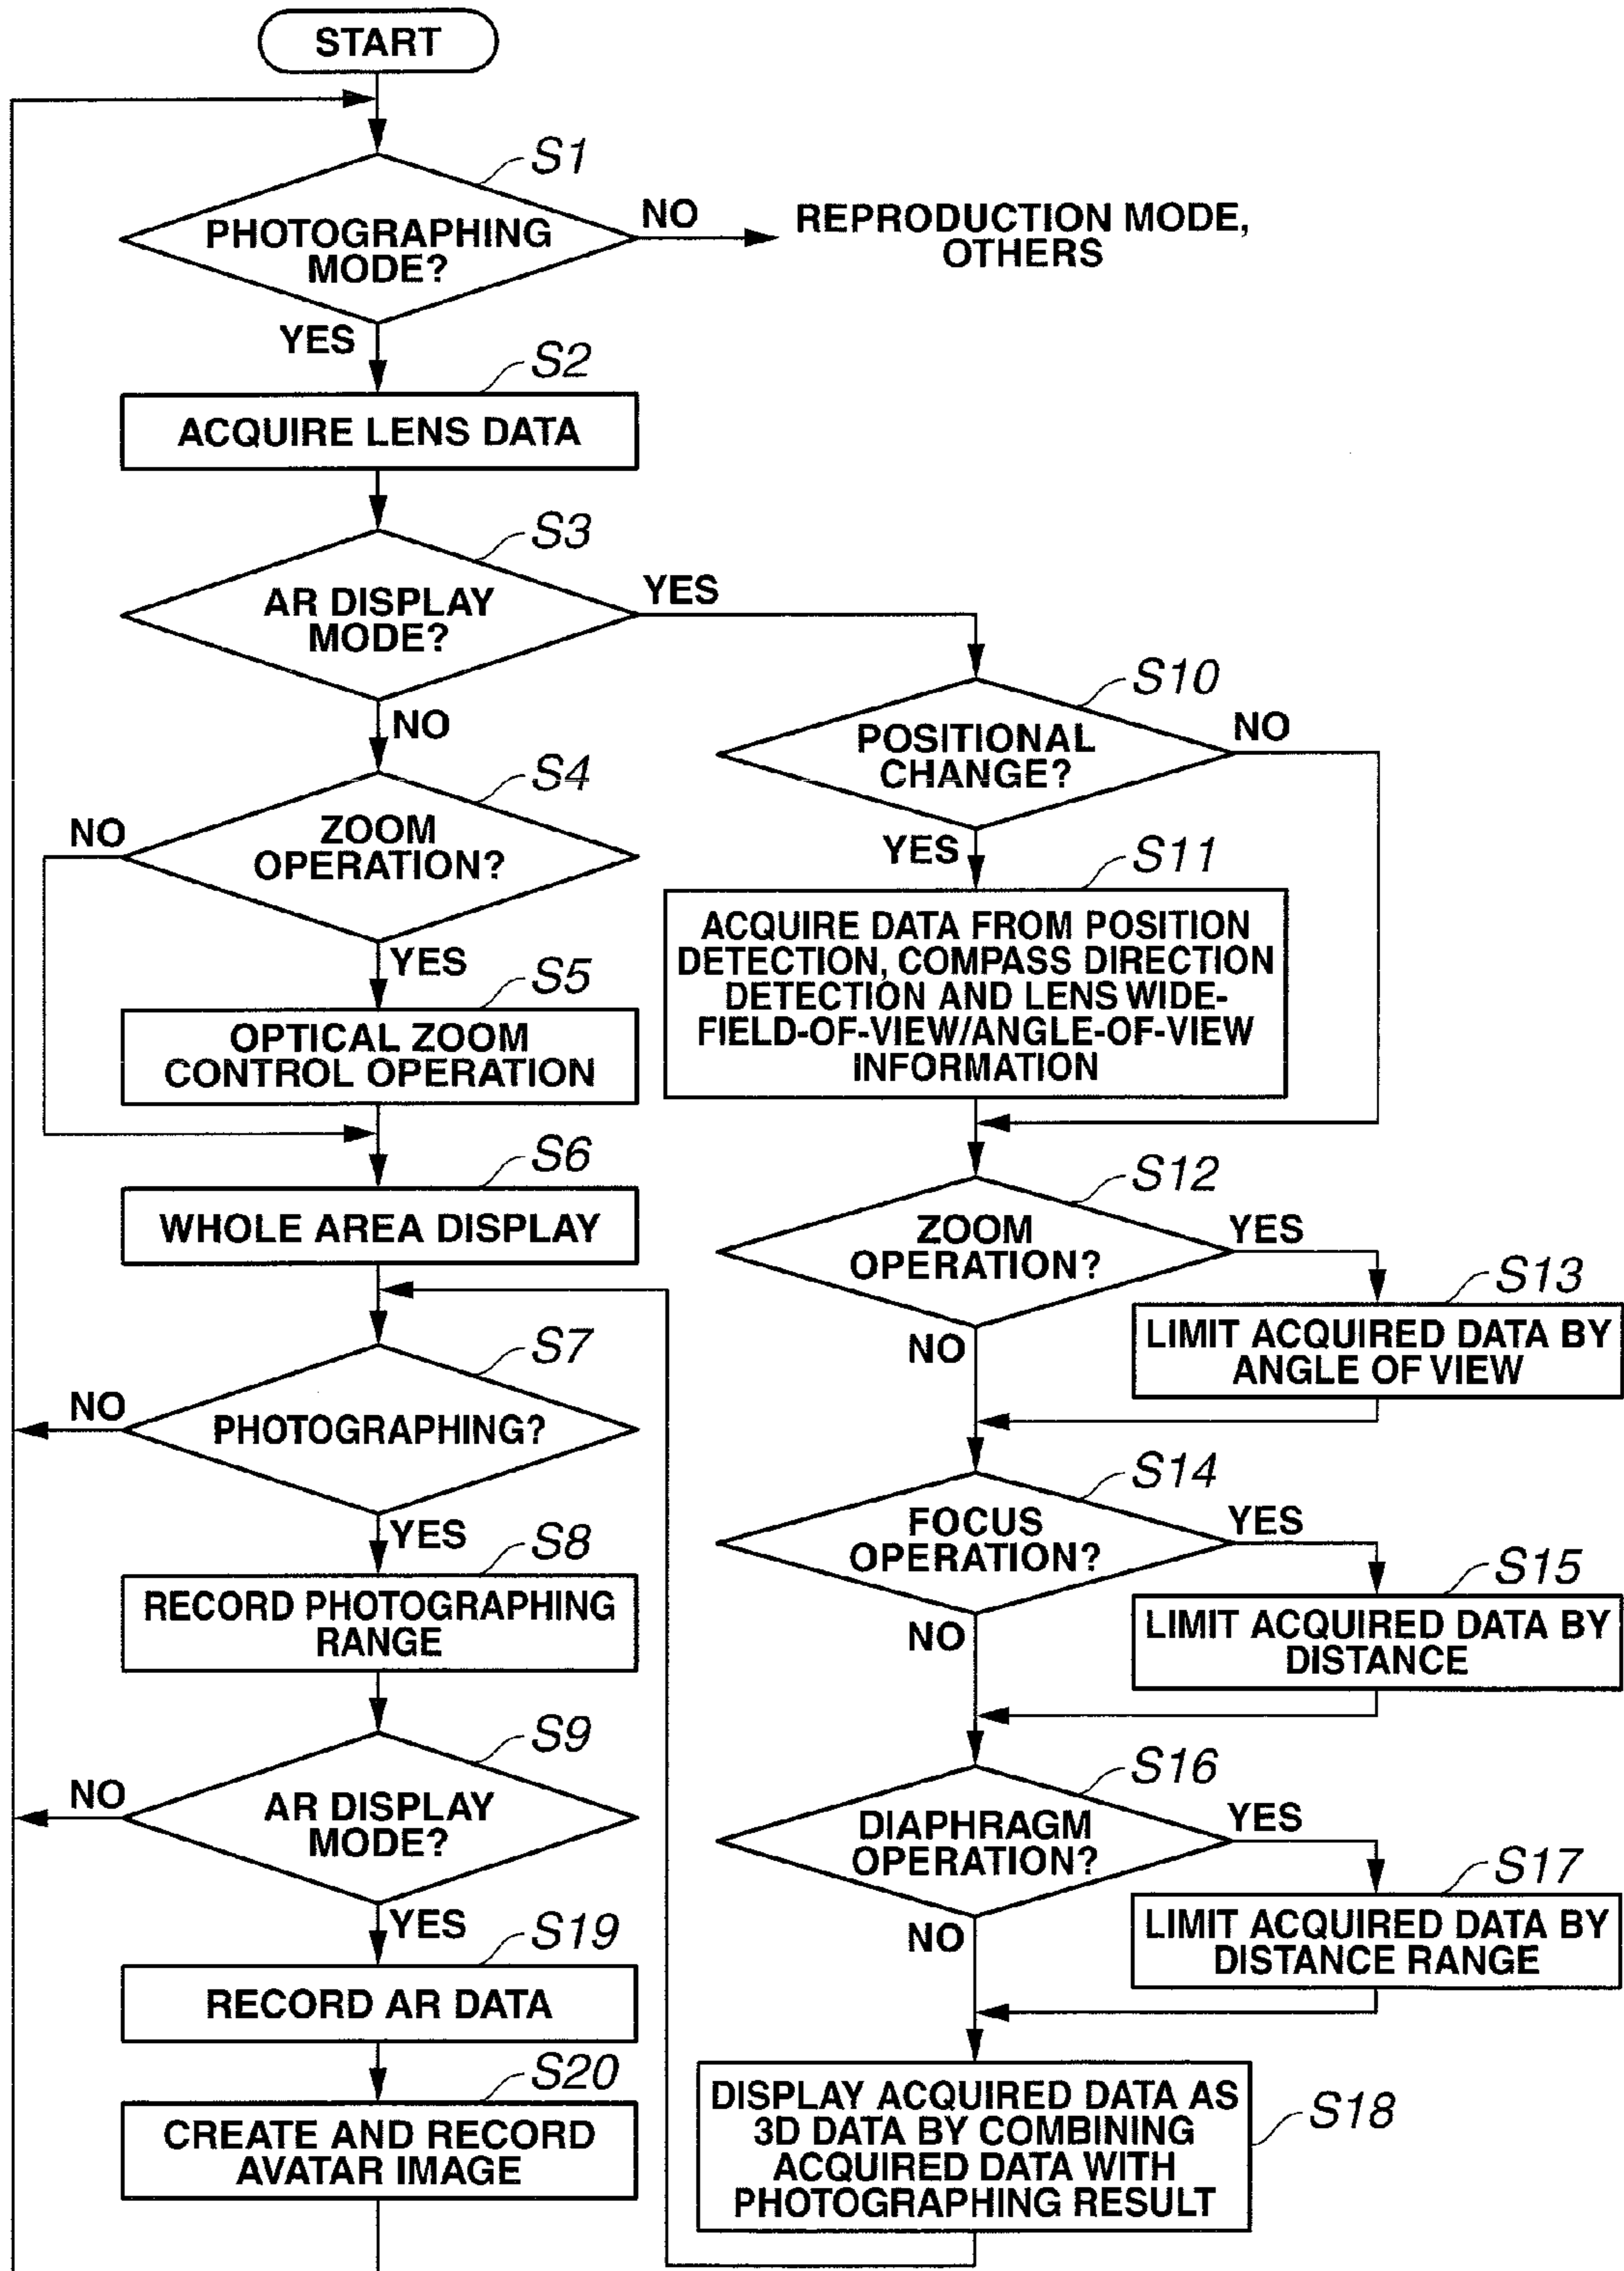 START
S1
PHOTOGRAPHING
MODE?
NO
REPRODUCTION MODE,
OTHERS
YES
S2
ACQUIRE LENS DATA
S3
AR DISPLAY
MODE?
YES
NO
S4
ZOOM
OPERATION?
NO
YES
S5
OPTICAL ZOOM
CONTROL OPERATION
S6
WHOLE AREA DISPLAY
S7
PHOTOGRAPHING?
NO
YES
S8
RECORD PHOTOGRAPHING
RANGE
S9
AR DISPLAY
MODE?
NO
YES
S19
RECORD AR DATA
S20
CREATE AND RECORD
AVATAR IMAGE
S10
POSITIONAL
CHANGE?
NO
YES
S11
ACQUIRE DATA FROM POSITION
DETECTION, COMPASS DIRECTION
DETECTION AND LENS WIDE-
FIELD-OF-VIEW/ANGLE-OF-VIEW
INFORMATION
S12
ZOOM
OPERATION?
YES
NO
S13
LIMIT ACQUIRED DATA BY
ANGLE OF VIEW
S14
FOCUS
OPERATION?
YES
NO
S15
LIMIT ACQUIRED DATA BY
DISTANCE
S16
DIAPHRAGM
OPERATION?
YES
NO
S17
LIMIT ACQUIRED DATA BY
DISTANCE RANGE
S18
DISPLAY ACQUIRED DATA AS
3D DATA BY COMBINING
ACQUIRED DATA WITH
PHOTOGRAPHING RESULT